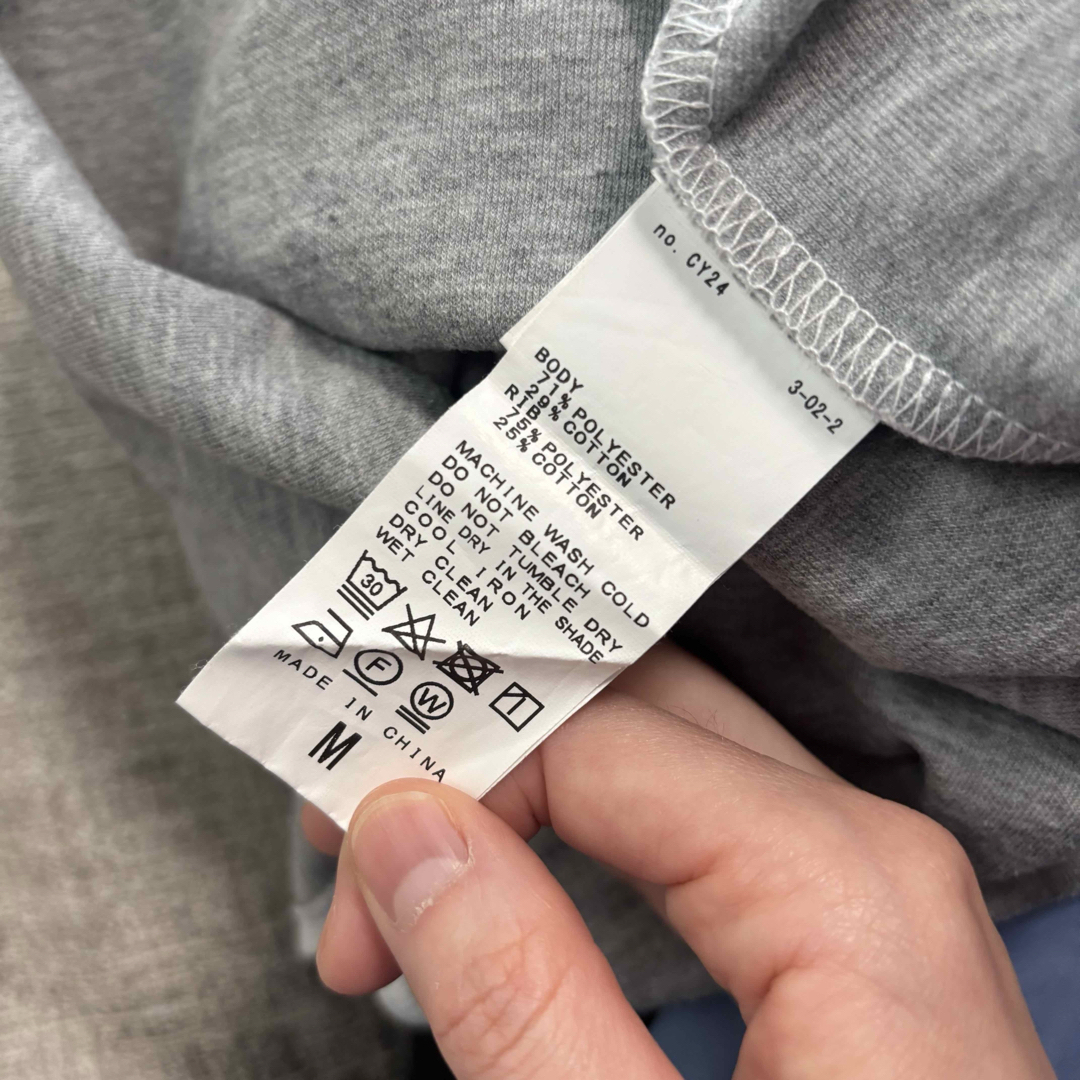 no. CY24
3-02-2
BODY
71% POLYESTER
29% COTTON
RIB
75% POLYESTER
25% COTTON
MACHINE WASH COLD
DO NOT BLEACH
DO NOT TUMBLE DRY
LINE DRY IN THE SHADE
COOL IRON
DRY CLEAN
WET CLEAN
30
F
W
MADE IN CHINA
M